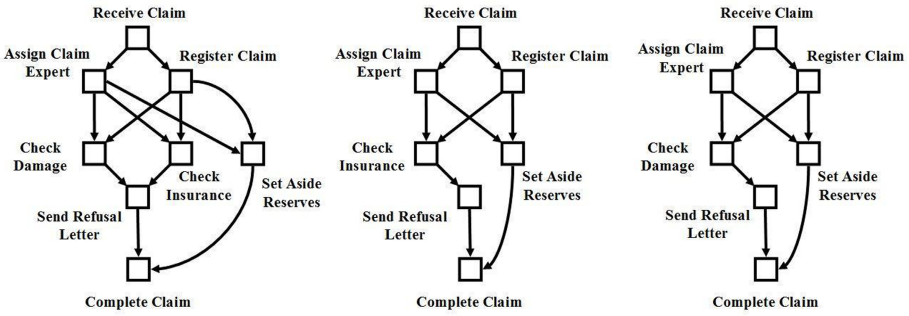 Receive Claim
Assign Claim
Expert
Register Claim
Check
Damage
Check
Insurance
Set Aside
Reserves
Send Refusal
Letter
Complete Claim
Receive Claim
Assign Claim
Expert
Register Claim
Check
Insurance
Set Aside
Reserves
Send Refusal
Letter
Complete Claim
Receive Claim
Assign Claim
Expert
Register Claim
Check
Damage
Set Aside
Reserves
Send Refusal
Letter
Complete Claim